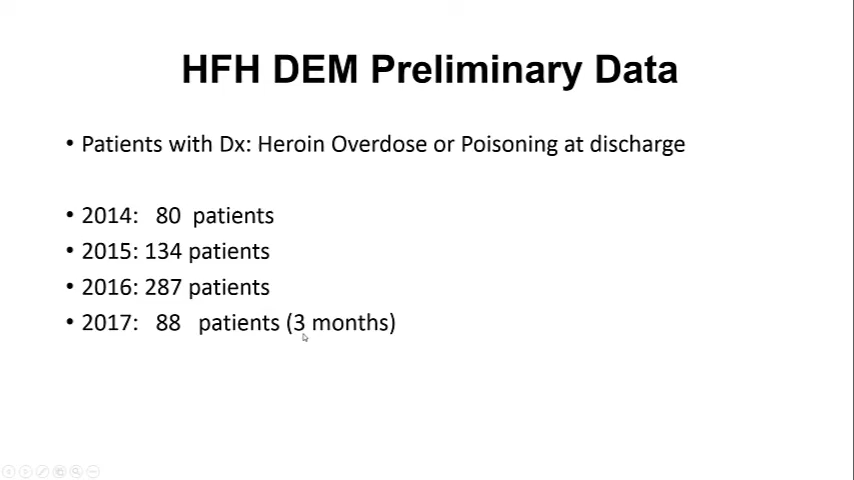 HFH DEM Preliminary Data
• Patients with Dx: Heroin Overdose or Poisoning at discharge
• 2014: 80 patients
• 2015: 134 patients
• 2016: 287 patients
• 2017: 88 patients (3 months)